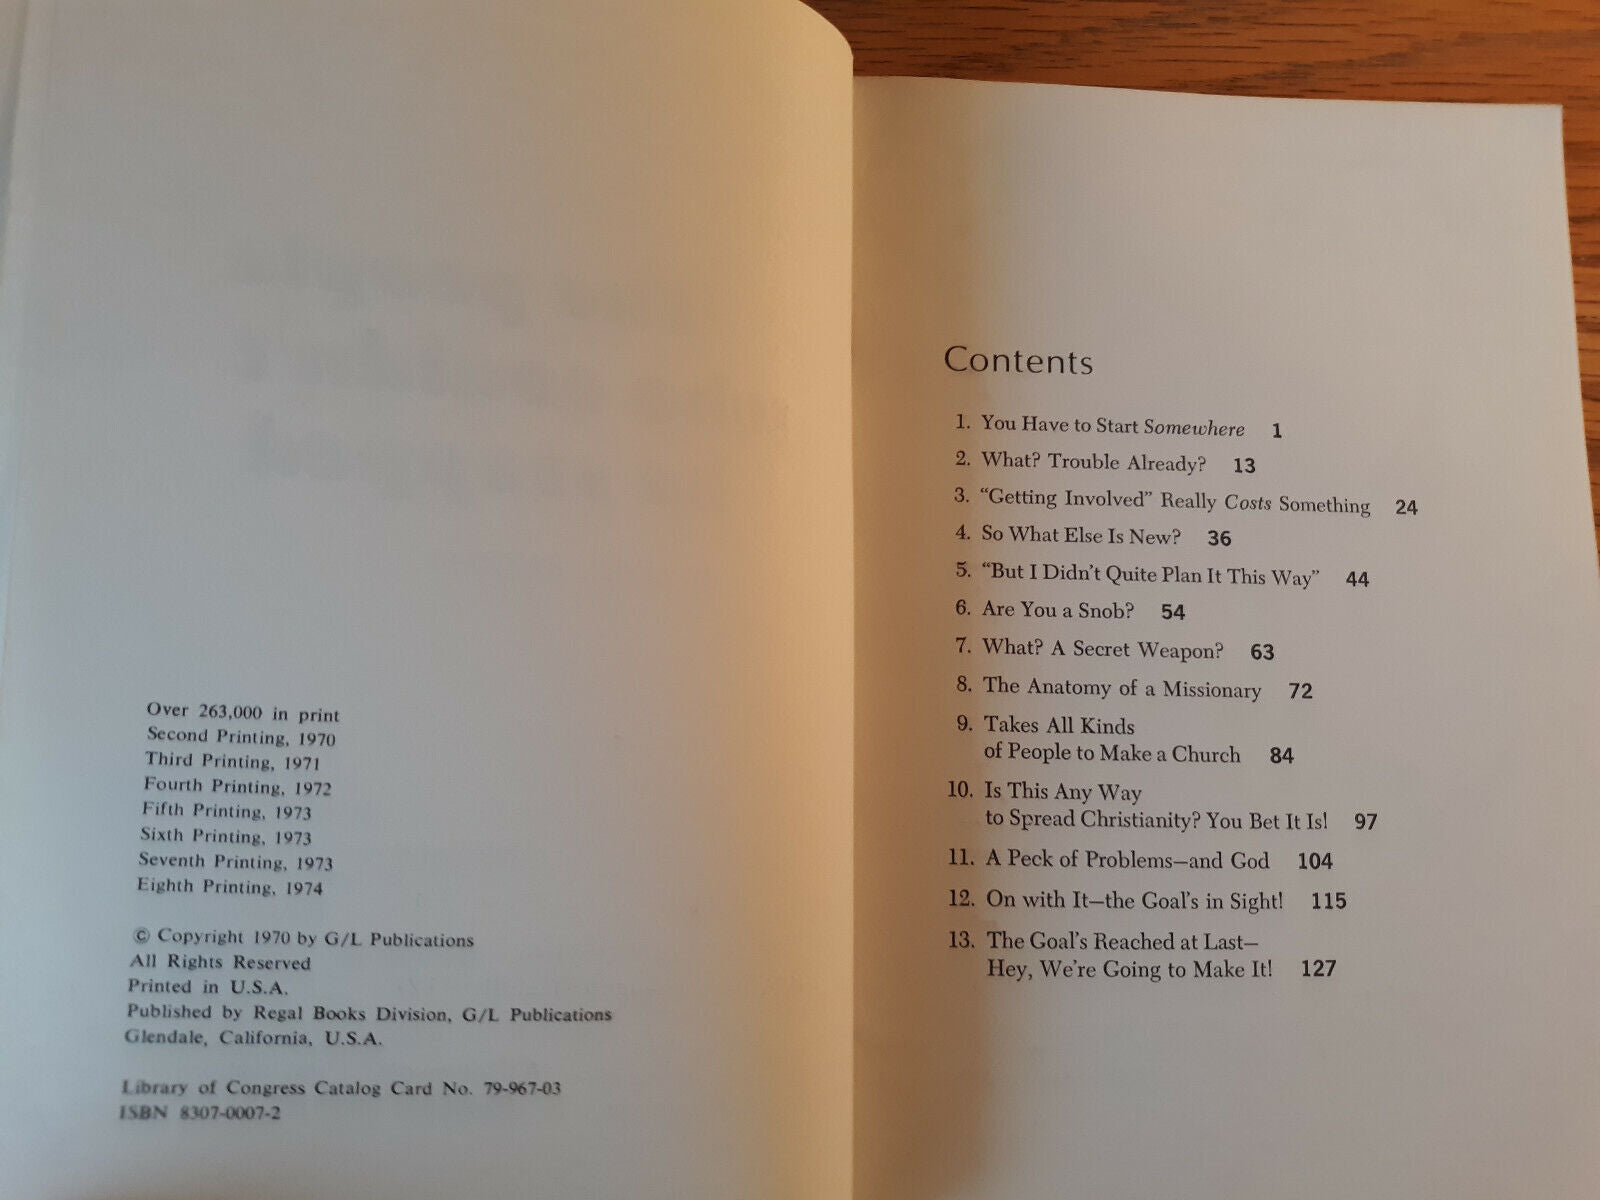 Over 263,000 in print
Second Printing, 1970
Third Printing, 1971
Fourth Printing, 1972
Fifth Printing, 1973
Sixth Printing, 1973
Seventh Printing, 1973
Eighth Printing, 1974
© Copyright 1970 by G/L Publications
All Rights Reserved
Printed in U.S.A.
Published by Regal Books Division, G/L Publications
Glendale, California, U.S.A.
Library of Congress Catalog Card No. 79-967-03
ISBN 8307-0007-2
Contents
1. You Have to Start Somewhere 1
2. What? Trouble Already? 13
3. “Getting Involved” Really Costs Something 24
4. So What Else Is New? 36
5. “But I Didn’t Quite Plan It This Way” 44
6. Are You a Snob? 54
7. What? A Secret Weapon? 63
8. The Anatomy of a Missionary 72
9. Takes All Kinds
of People to Make a Church 84
10. Is This Any Way
to Spread Christianity? You Bet It Is! 97
11. A Peck of Problems—and God 104
12. On with It—the Goal’s in Sight! 115
13. The Goal’s Reached at Last—
Hey, We’re Going to Make It! 127